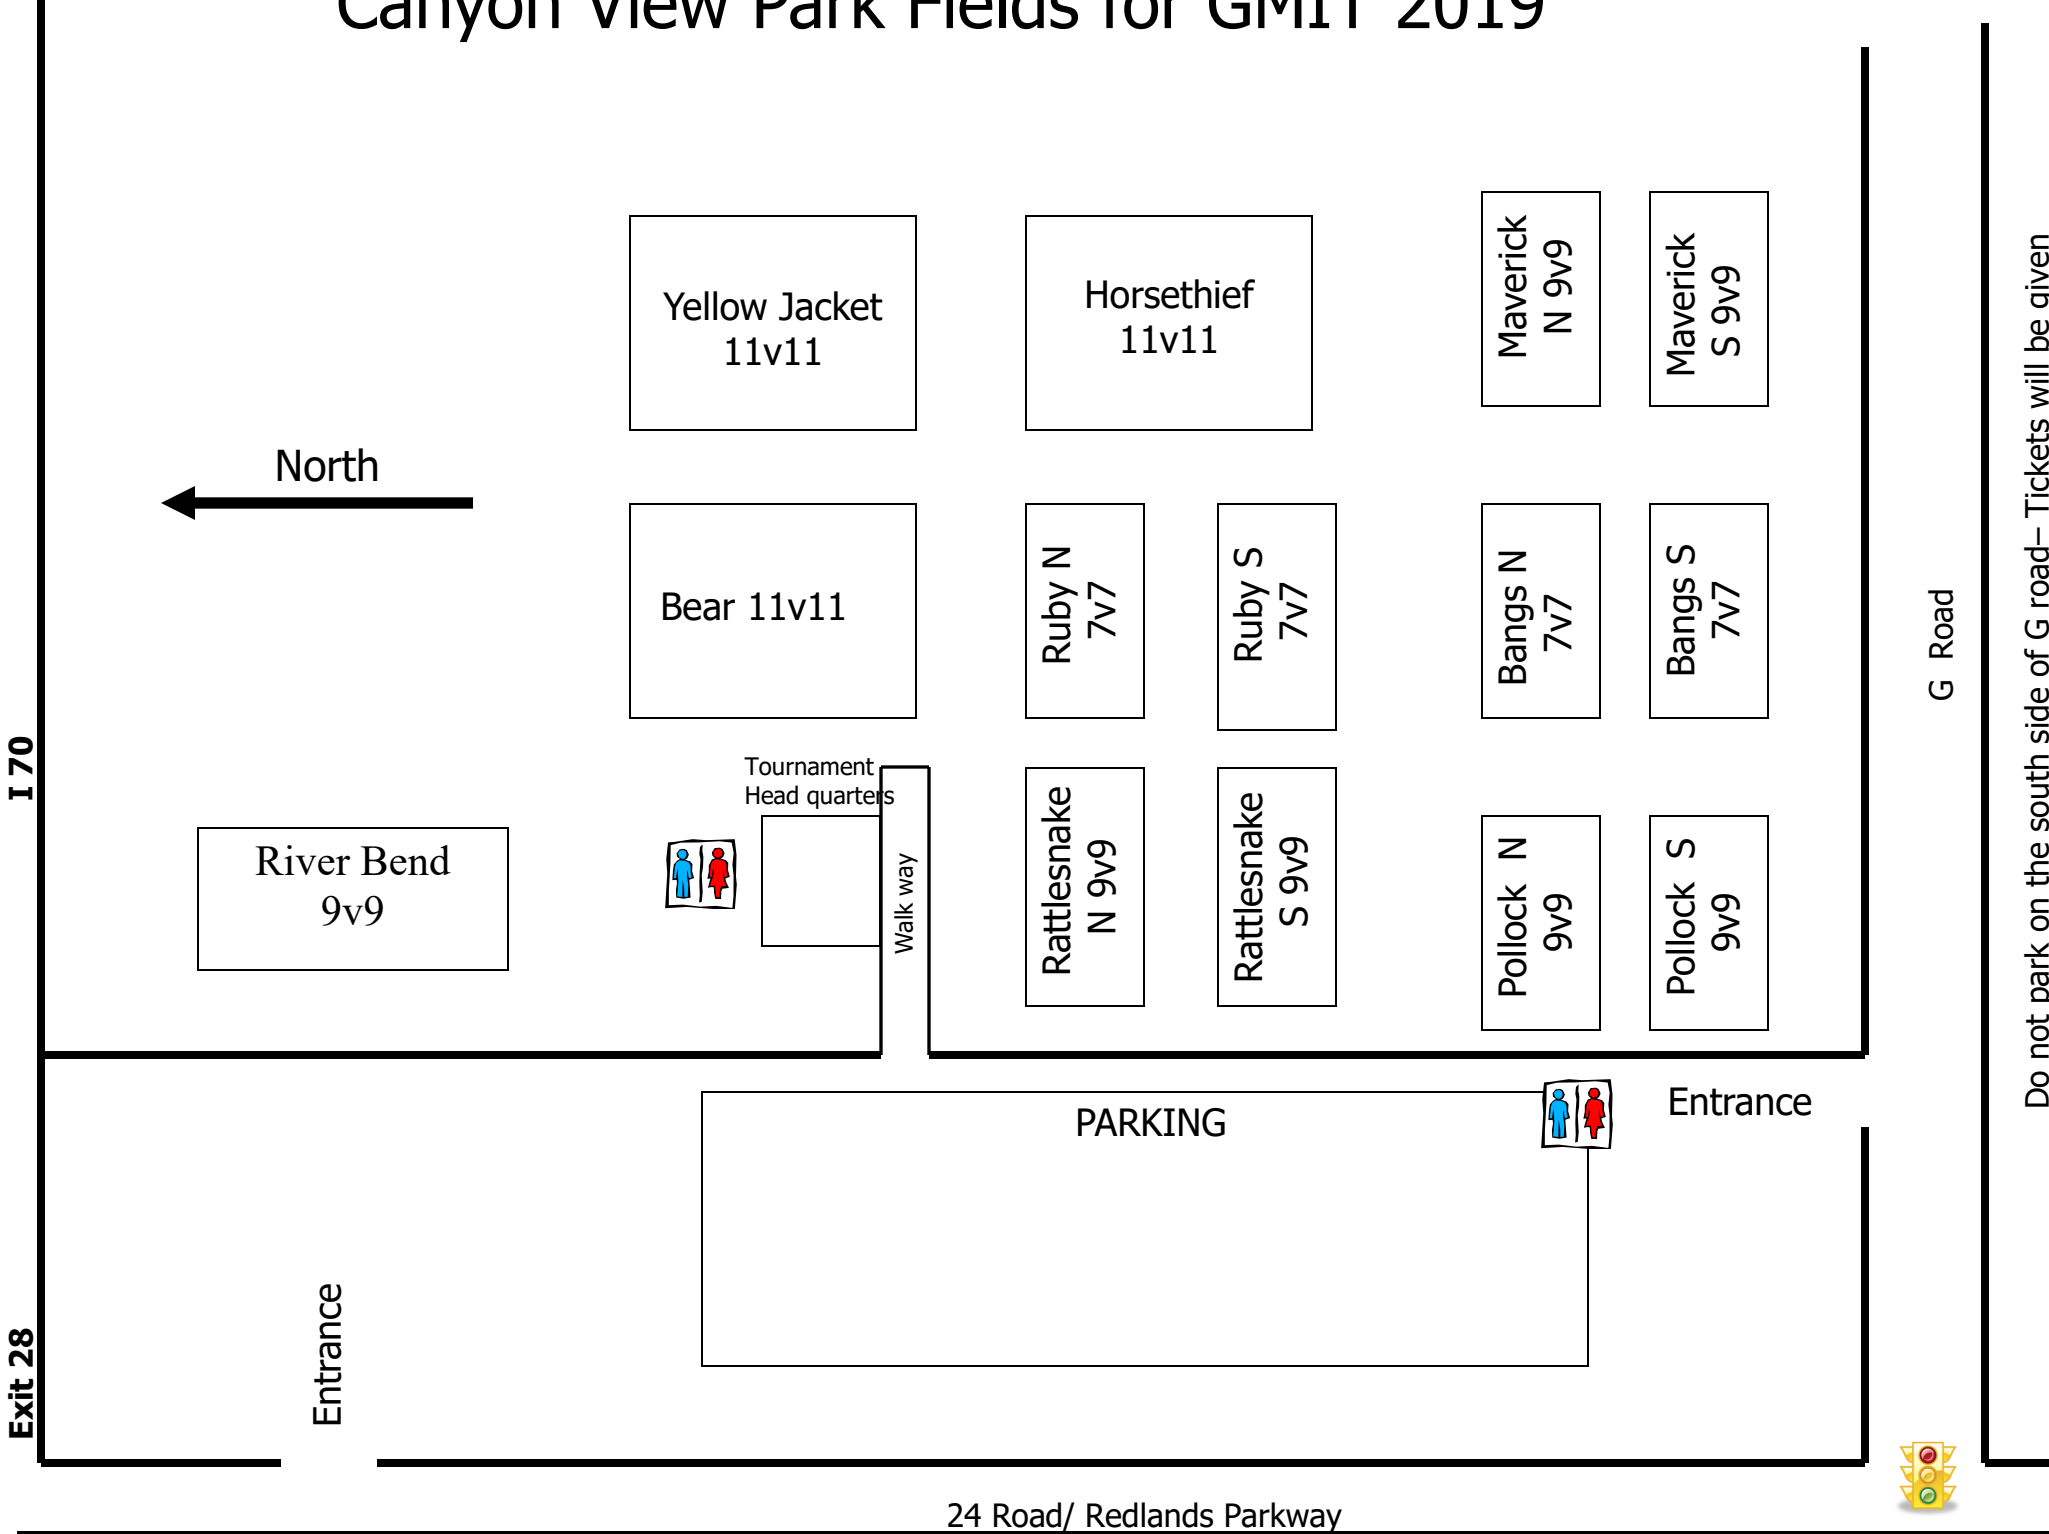 Canyon View Park Fields for GMIT 2019
Yellow Jacket
11v11
Horsethief
11v11
Maverick
N 9v9
Maverick
S 9v9
North
Bear 11v11
Ruby N
7v7
Ruby S
7v7
Bangs N
7v7
Bangs S
7v7
G Road
Do not park on the south side of G road– Tickets will be given
I 70
Tournament
Head quarters
River Bend
9v9
Walk way
Rattlesnake
N 9v9
Rattlesnake
S 9v9
Pollock N
9v9
Pollock S
9v9
PARKING
Entrance
Exit 28
Entrance
24 Road/ Redlands Parkway